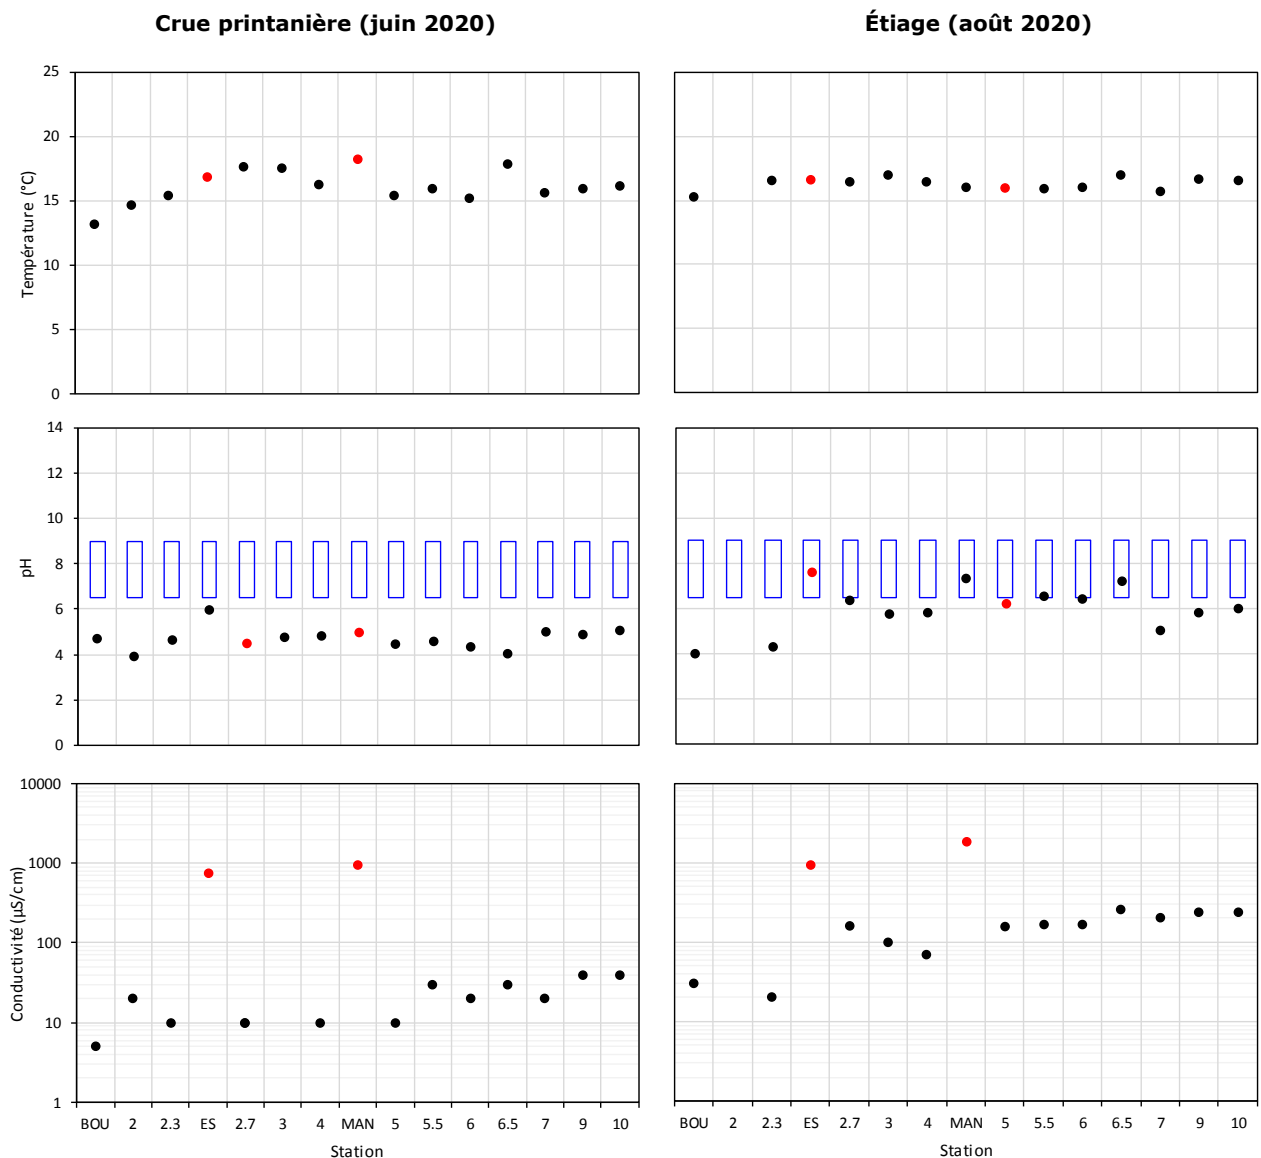 Crue printanière (juin 2020)
Étiage (août 2020)
25
20
15
10
5
0
Température (°C)
14
12
10
8
6
4
2
0
pH
10000
1000
100
10
1
Conductivité (µS/cm)
BOU 2 2.3 ES 2.7 3 4 MAN 5 5.5 6 6.5 7 9 10
Station
BOU 2 2.3 ES 2.7 3 4 MAN 5 5.5 6 6.5 7 9 10
Station